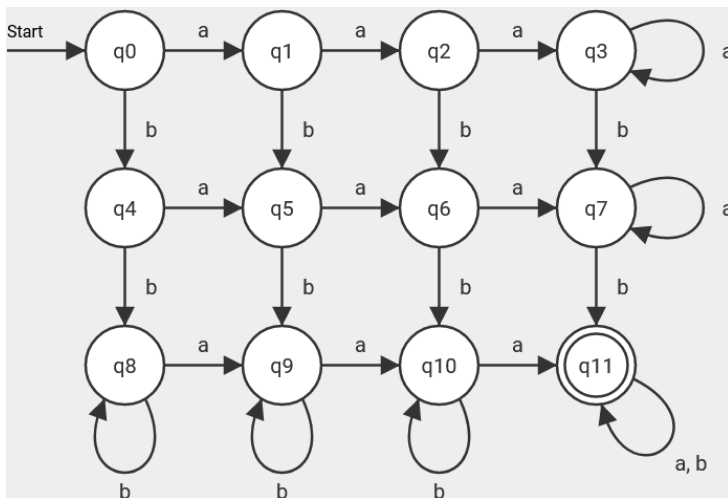 a a a
Start
q0 q1 q2 q3
a
b b b b
a a a
q4 q5 q6 q7
a
b b b b
a a a
q8 q9 q10 q11
a, b
b b b